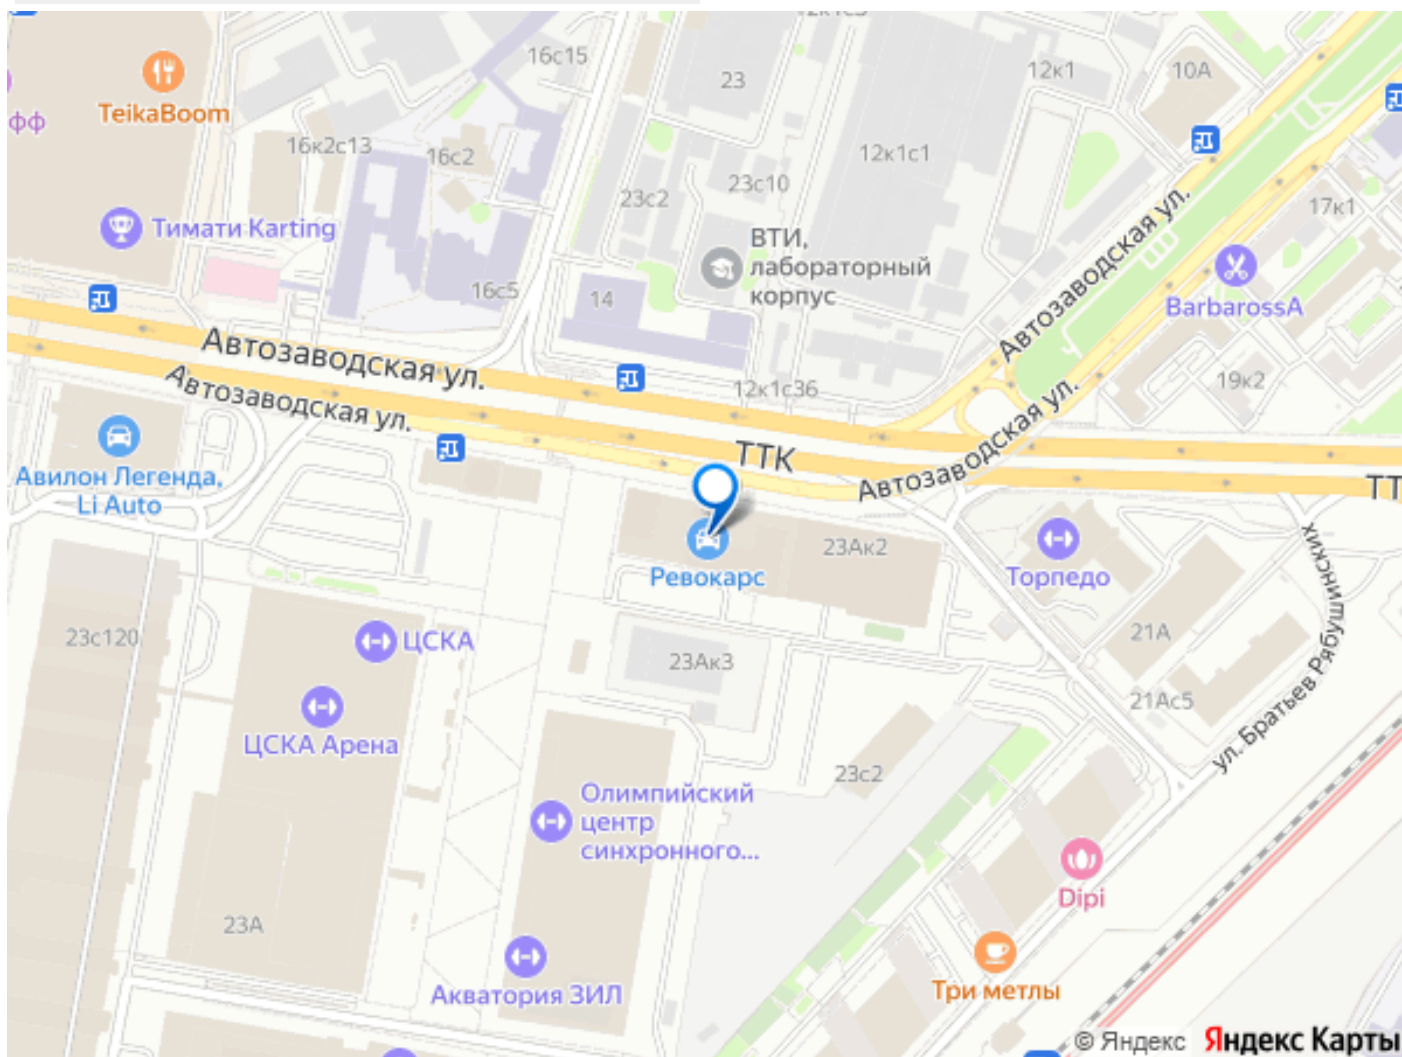 16с15
23
12к1
10А
TeikaBoom
фф
16к2с13
16с2
12к1с1
23с10
23с2
17к1
Тимати Karting
ВТИ,
лабораторный
корпус
Автозаводская ул.
BarbarossA
16с5
14
Автозаводская ул.
Автозаводская ул.
12к1с36
19к2
Автозаводская ул.
ТТК
Авилон Легенда,
Li Auto
ТТ
23Ак2
Ревокарс
Торпедо
ул. Братьев Рябушинских
23с120
ЦСКА
21А
23Ак3
21Ас5
ЦСКА Арена
23с2
Олимпийский
центр
синхронного...
Dipi
23А
Акватория ЗИЛ
Три метлы
© Яндекс Яндекс Карты